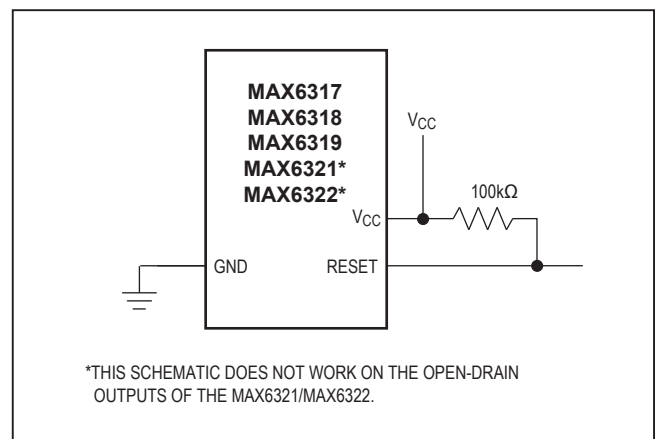 MAX6317
MAX6318
MAX6319
MAX6321*
MAX6322*
VCC
100kΩ
VCC
GND
RESET
*THIS SCHEMATIC DOES NOT WORK ON THE OPEN-DRAIN
OUTPUTS OF THE MAX6321/MAX6322.